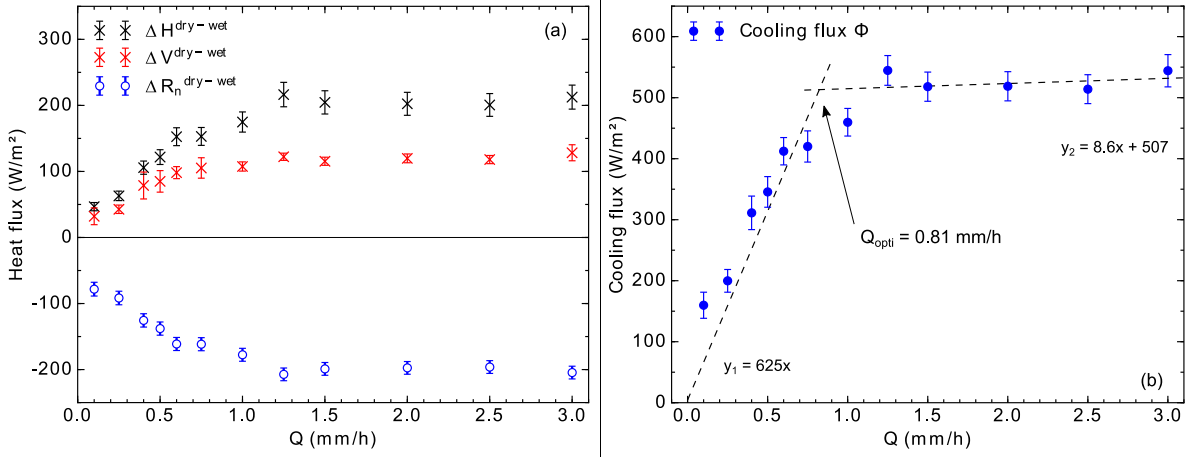 (a)
Δ H^dry-wet
Δ V^dry-wet
Δ R_n^dry-wet
Heat flux (W/m²)
300
200
100
0
-100
-200
0.0 0.5 1.0 1.5 2.0 2.5 3.0
Q (mm/h)
Cooling flux Φ
Cooling flux (W/m²)
600
500
400
300
200
100
0
y₂ = 8.6x + 507
Q_opti = 0.81 mm/h
y₁ = 625x
(b)
0.0 0.5 1.0 1.5 2.0 2.5 3.0
Q (mm/h)